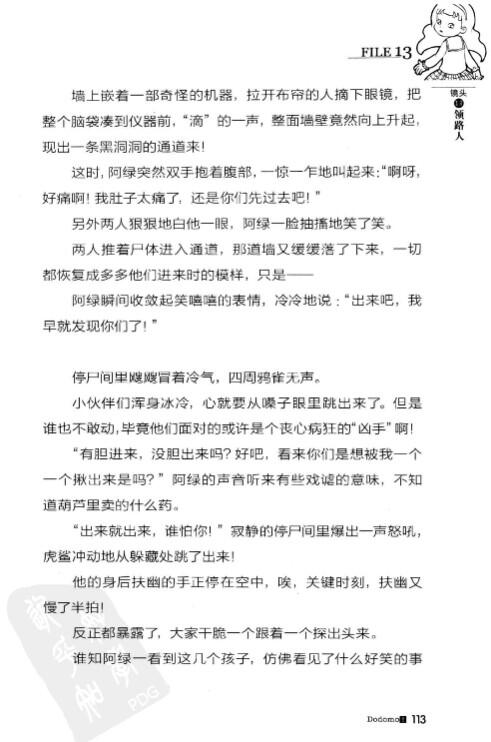 FILE 13
镜头
13
领路人
墙上嵌着一部奇怪的机器，拉开布帘的人摘下眼镜，把
整个脑袋凑到仪器前，“滴”的一声，整面墙壁竟然向上升起，
现出一条黑洞洞的通道来！
这时，阿绿突然双手抱着腹部，一惊一乍地叫起来：“啊呀，
好痛啊！我肚子太痛了，还是你们先过去吧！”
另外两人狠狠地白他一眼，阿绿一脸抽搐地笑了笑。
两人推着尸体进入通道，那道墙又缓缓落了下来，一切
都恢复成多多他们进来时的模样，只是——
阿绿瞬间收敛起笑嘻嘻的表情，冷冷地说：“出来吧，我
早就发现你们了！”
停尸间里飕飕冒着冷气，四周鸦雀无声。
小伙伴们浑身冰冷，心就要从嗓子眼里跳出来了。但是
谁也不敢动，毕竟他们面对的或许是个丧心病狂的“凶手”啊！
“有胆进来，没胆出来吗？好吧，看来你们是想被我一个
一个揪出来是吗？”阿绿的声音听来有些戏谑的意味，不知
道葫芦里卖的什么药。
“出来就出来，谁怕你！”寂静的停尸间里爆出一声怒吼，
虎鲨冲动地从躲藏处跳了出来！
他的身后扶幽的手正停在空中，唉，关键时刻，扶幽又
慢了半拍！
反正都暴露了，大家干脆一个跟着一个探出头来。
谁知阿绿一看到这几个孩子，仿佛看见了什么好笑的事
PDG
Dodomo 113